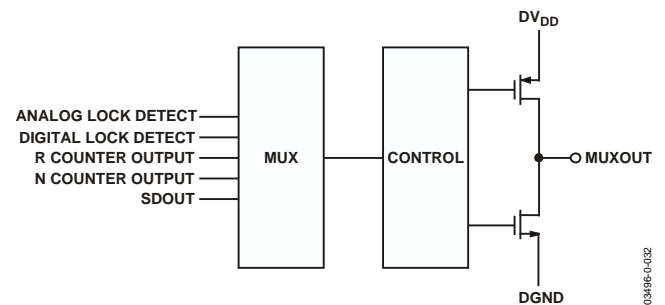 DVDD
ANALOG LOCK DETECT
DIGITAL LOCK DETECT
R COUNTER OUTPUT
N COUNTER OUTPUT
SDOUT
MUX
CONTROL
MUXOUT
DGND
03496-0-032